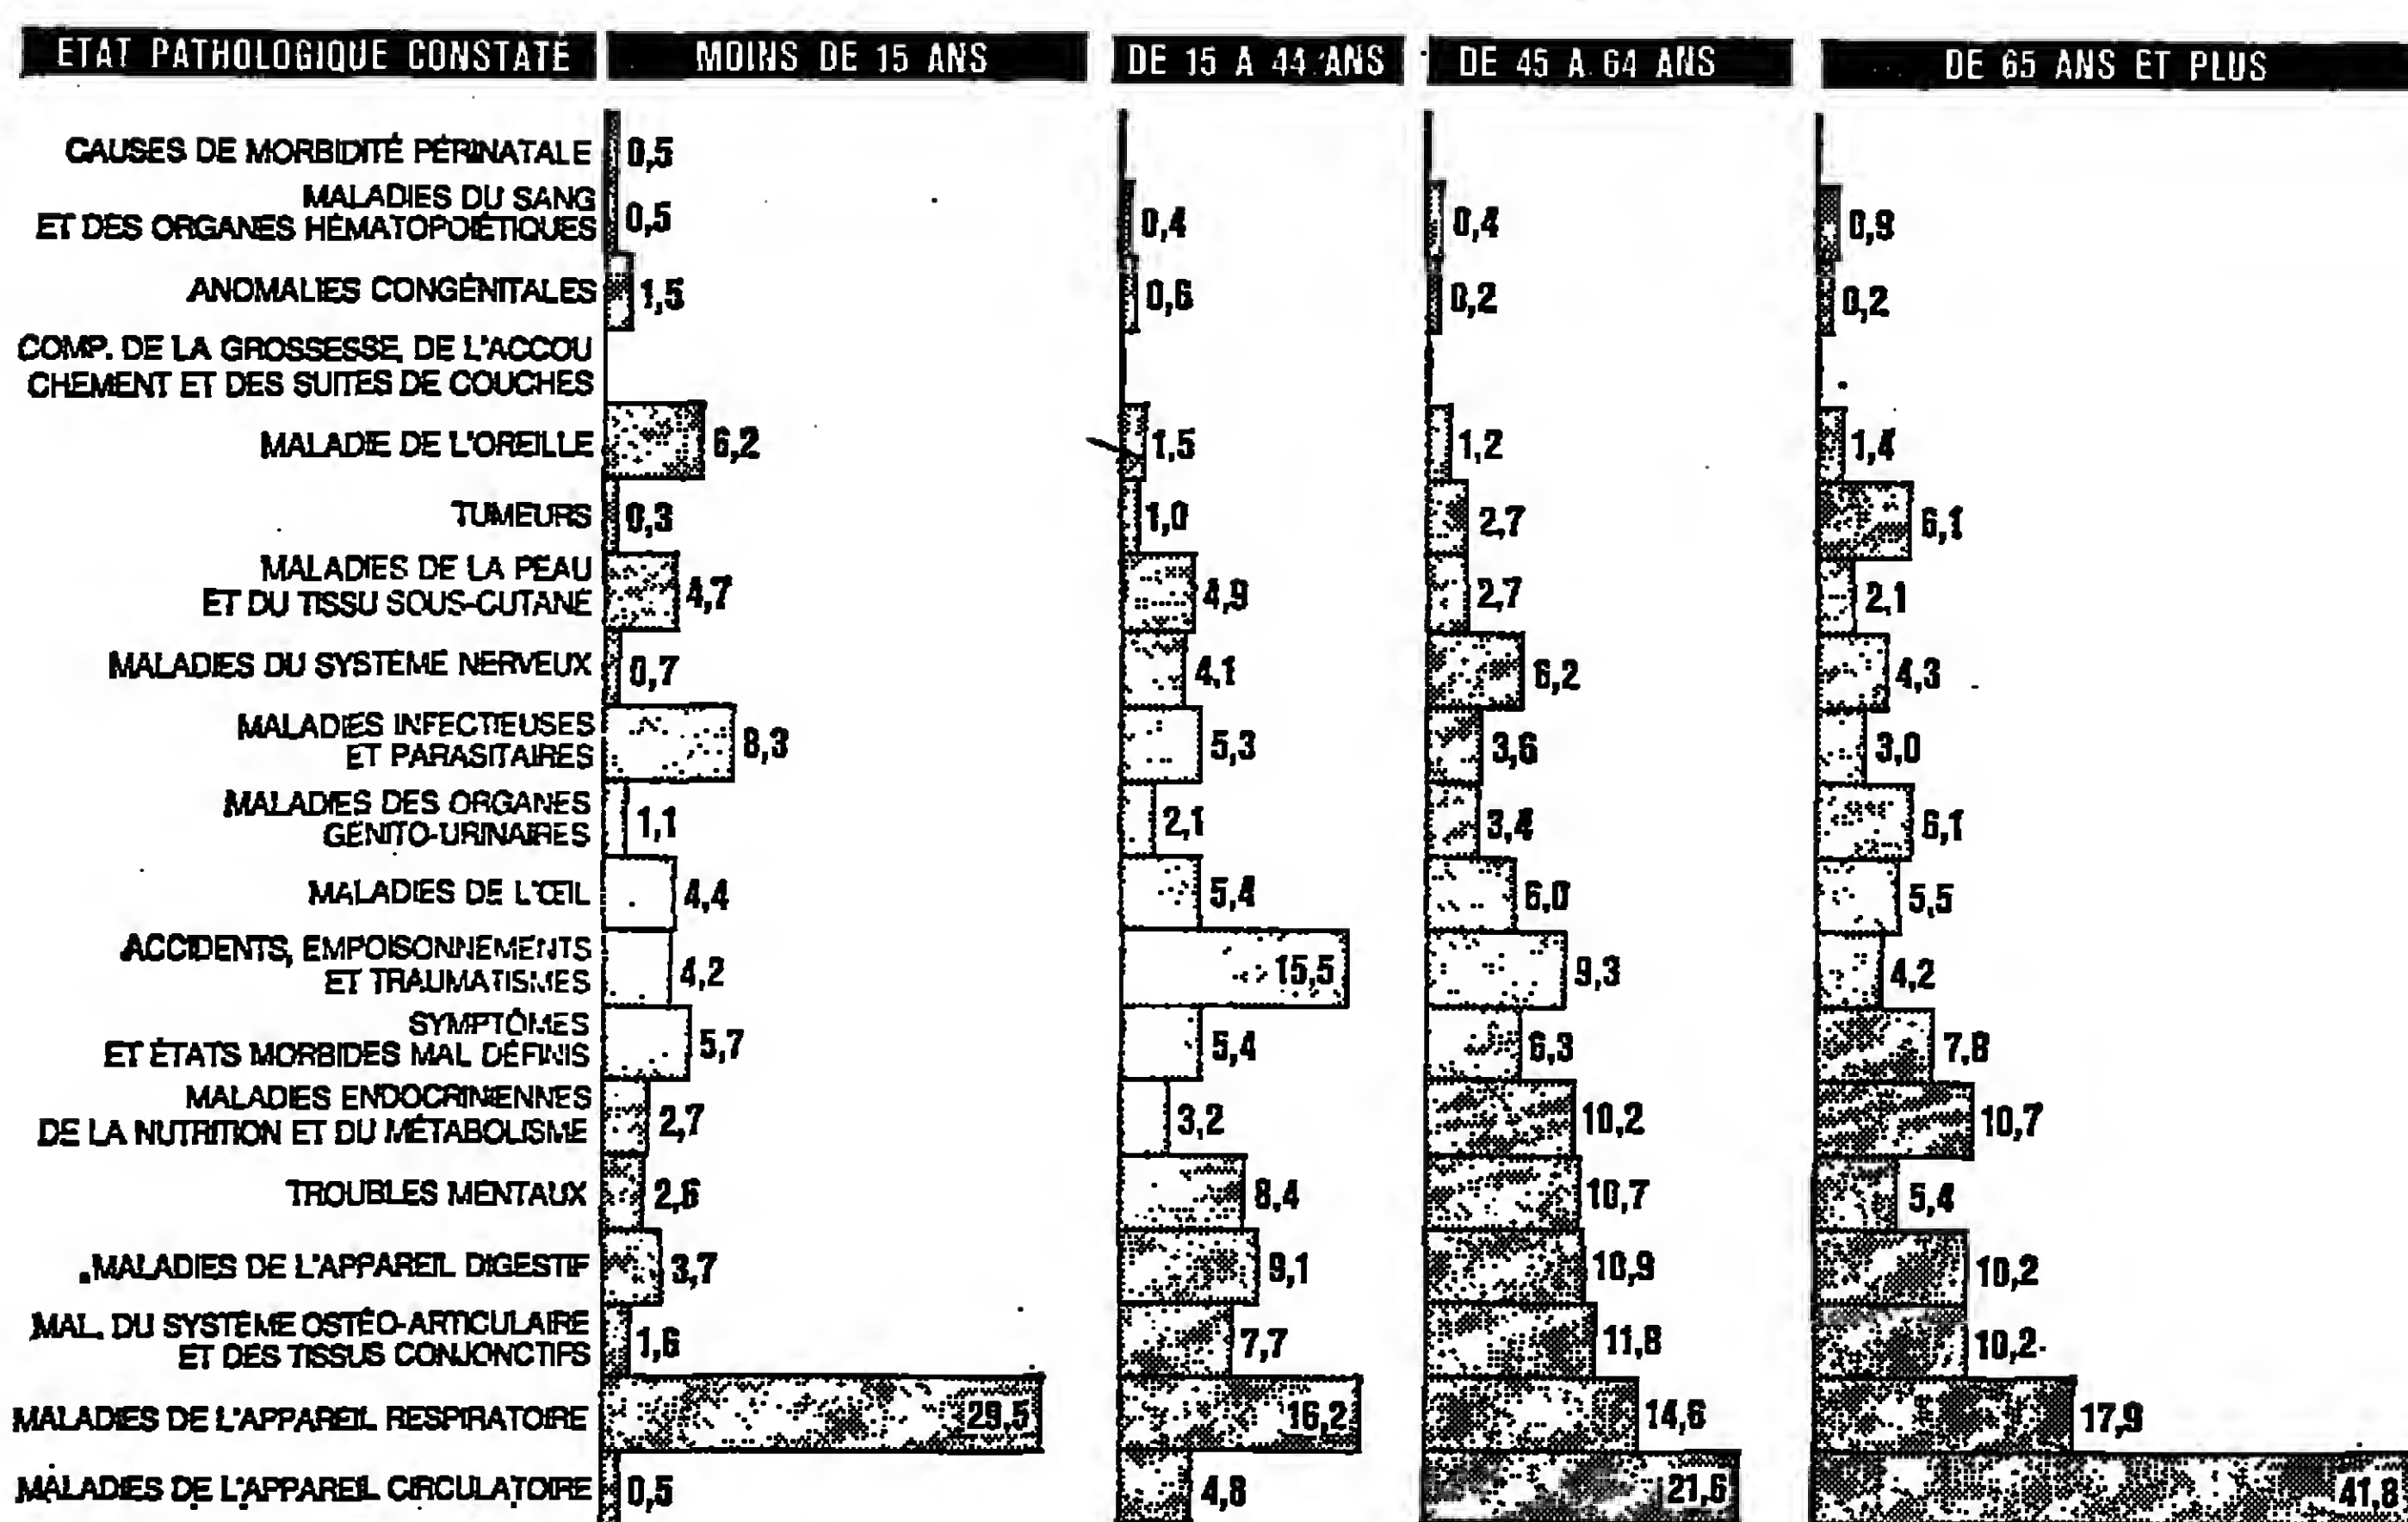 ETAT PATHOLOGIQUE CONSTATÉ MOINS DE 15 ANS DE 15 A 44 ANS DE 45 A 64 ANS DE 65 ANS ET PLUS
CAUSES DE MORBIDITÉ PÉRINATALE 0,5
MALADIES DU SANG
ET DES ORGANES HÉMATOPOIÉTIQUES 0,5 0,4 0,4 0,9
ANOMALIES CONGÉNITALES 1,5 0,6 0,2 0,2
COMP. DE LA GROSSESSE, DE L'ACCOU
CHEMENT ET DES SUITES DE COUCHES
MALADIE DE L'OREILLE 6,2 1,5 1,2 1,4
TUMEURS 0,3 1,0 2,7 6,1
MALADIES DE LA PEAU
ET DU TISSU SOUS-CUTANÉ 4,7 4,9 2,7 2,1
MALADIES DU SYSTÈME NERVEUX 0,7 4,1 6,2 4,3
MALADIES INFECTIEUSES
ET PARASITAIRES 8,3 5,3 3,6 3,0
MALADIES DES ORGANES
GÉNITO-URINAIRES 1,1 2,1 3,4 6,1
MALADIES DE L'ŒIL 4,4 5,4 6,0 5,5
ACCIDENTS, EMPOISONNEMENTS
ET TRAUMATISMES 4,2 15,5 9,3 4,2
SYMPTÔMES
ET ÉTATS MORBIDES MAL DÉFINIS 5,7 5,4 6,3 7,8
MALADIES ENDOCRINIENNES
DE LA NUTRITION ET DU MÉTABOLISME 2,7 3,2 10,2 10,7
TROUBLES MENTAUX 2,6 8,4 10,7 5,4
MALADIES DE L'APPAREIL DIGESTIF 3,7 9,1 10,9 10,2
MAL. DU SYSTÈME OSTÉO-ARTICULAIRE
ET DES TISSUS CONJONCTIFS 1,6 7,7 11,8 10,2
MALADIES DE L'APPAREIL RESPIRATOIRE 29,5 16,2 14,6 17,9
MALADIES DE L'APPAREIL CIRCULATOIRE 0,5 4,8 21,6 41,8